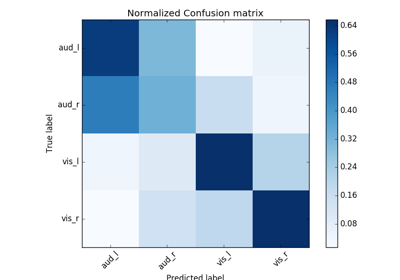 Normalized Confusion matrix
aud_l
aud_r
vis_l
vis_r
True label
aud_l
aud_r
vis_l
vis_r
Predicted label
0.64
0.56
0.48
0.40
0.32
0.24
0.16
0.08